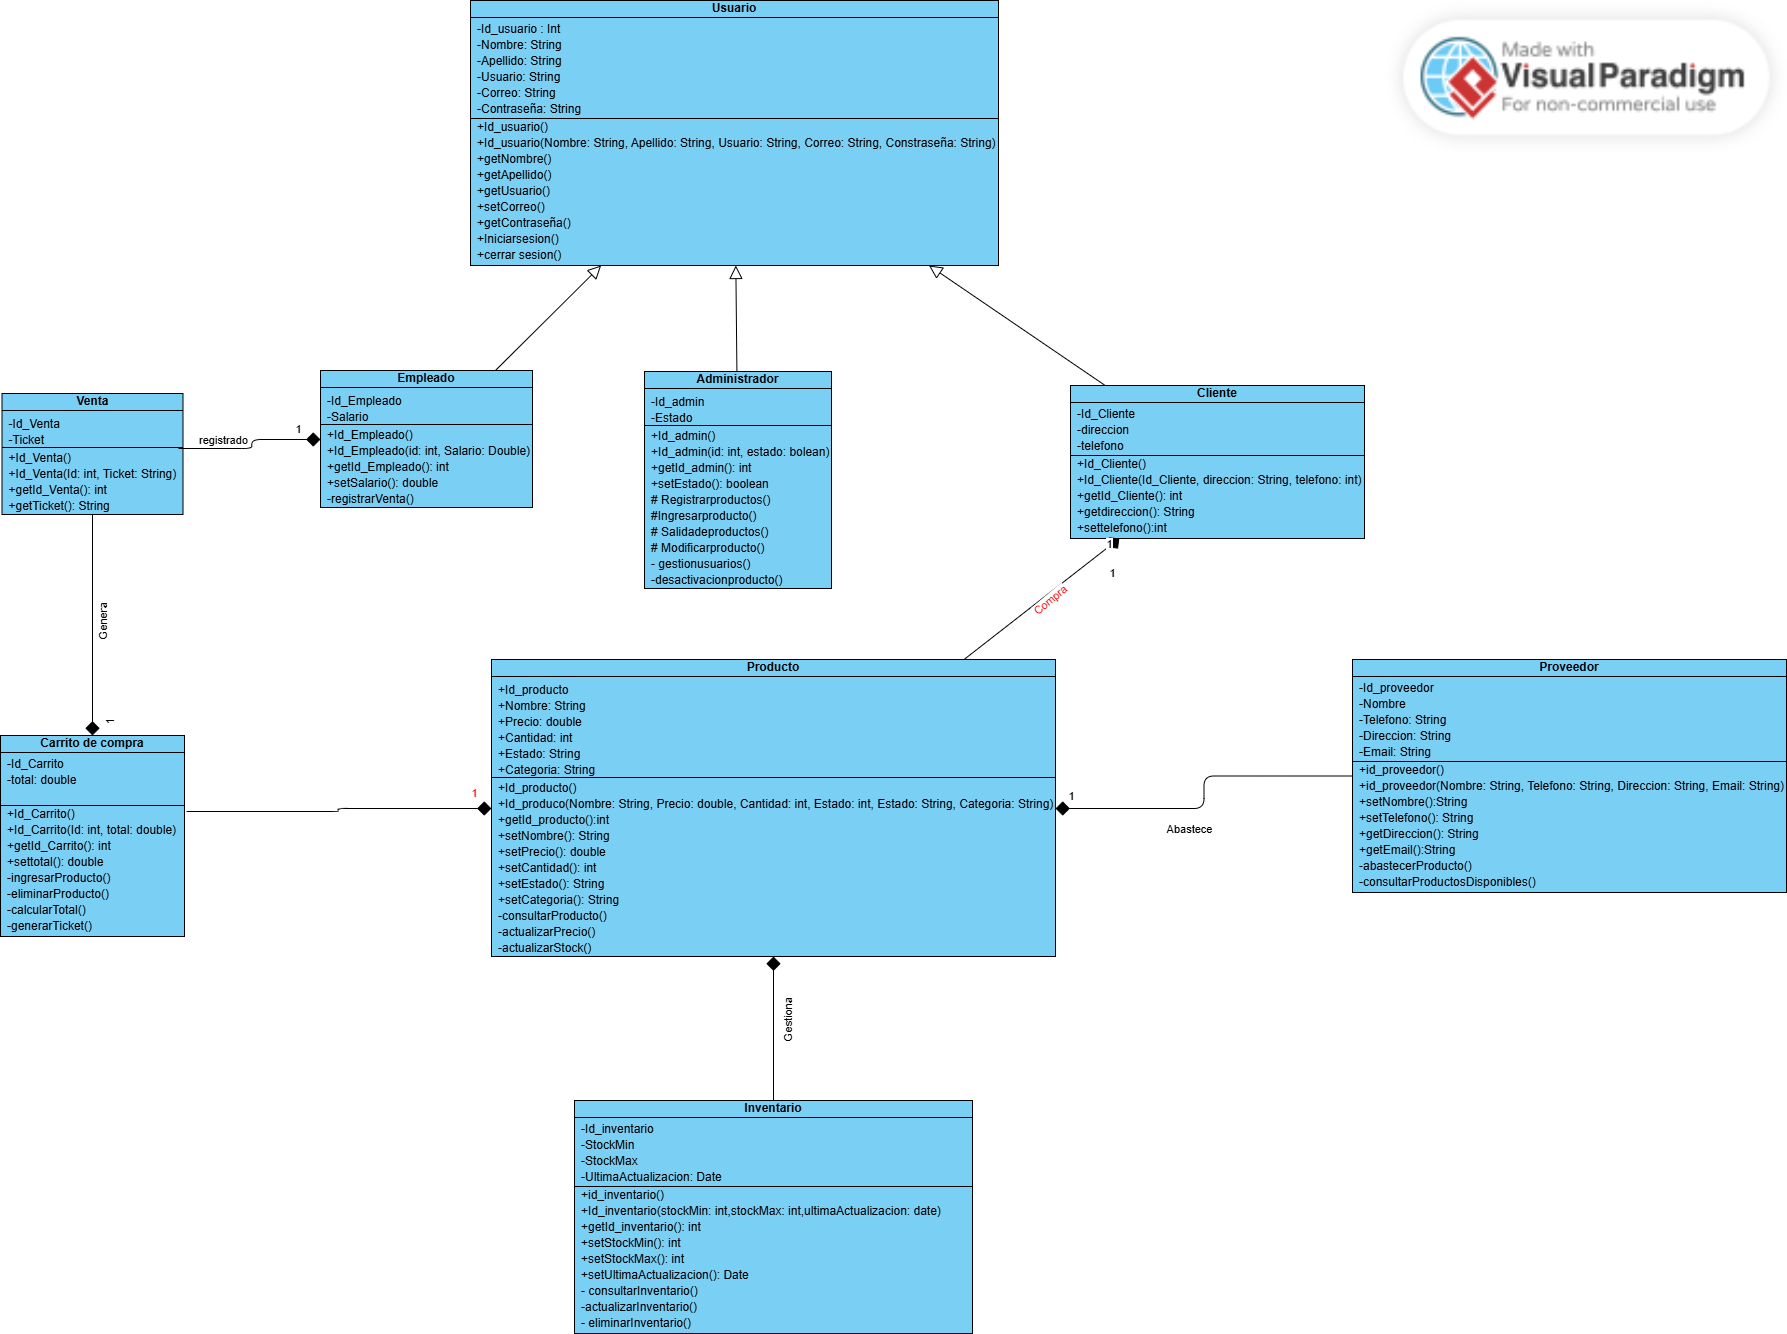 Usuario
-Id_usuario : Int
-Nombre: String
-Apellido: String
-Usuario: String
-Correo: String
-Contraseña: String
+Id_usuario()
+Id_usuario(Nombre: String, Apellido: String, Usuario: String, Correo: String, Constraseña: String)
+getNombre()
+getApellido()
+getUsuario()
+setCorreo()
+getContraseña()
+Iniciarsesion()
+cerrar sesion()
Made with
Visual Paradigm
For non-commercial use
Venta
-Id_Venta
-Ticket
+Id_Venta()
+Id_Venta(Id: int, Ticket: String)
+getId_Venta(): int
+getTicket(): String
registrado
1
Empleado
-Id_Empleado
-Salario
+Id_Empleado()
+Id_Empleado(id: int, Salario: Double)
+getId_Empleado(): int
+setSalario(): double
-registrarVenta()
Administrador
-Id_admin
-Estado
+Id_admin()
+Id_admin(id: int, estado: bolean)
+getId_admin(): int
+setEstado(): boolean
# Registrarproductos()
#Ingresarproducto()
# Salidadeproductos()
# Modificarproducto()
- gestionusuarios()
-desactivacionproducto()
Cliente
-Id_Cliente
-direccion
-telefono
+Id_Cliente()
+Id_Cliente(Id_Cliente, direccion: String, telefono: int)
+getId_Cliente(): int
+getdireccion(): String
+settelefono():int
1
1
Compra
Genera
1
Carrito de compra
-Id_Carrito
-total: double
+Id_Carrito()
+Id_Carrito(Id: int, total: double)
+getId_Carrito(): int
+settotal(): double
-ingresarProducto()
-eliminarProducto()
-calcularTotal()
-generarTicket()
1
Producto
+Id_producto
+Nombre: String
+Precio: double
+Cantidad: int
+Estado: String
+Categoria: String
+Id_producto()
+Id_produco(Nombre: String, Precio: double, Cantidad: int, Estado: int, Estado: String, Categoria: String)
+getId_producto():int
+setNombre(): String
+setPrecio(): double
+setCantidad(): int
+setEstado(): String
+setCategoria(): String
-consultarProducto()
-actualizarPrecio()
-actualizarStock()
1
Abastece
Proveedor
-Id_proveedor
-Nombre
-Telefono: String
-Direccion: String
-Email: String
+id_proveedor()
+id_proveedor(Nombre: String, Telefono: String, Direccion: String, Email: String)
+setNombre():String
+setTelefono(): String
+getDireccion(): String
+getEmail():String
-abastecerProducto()
-consultarProductosDisponibles()
Gestiona
Inventario
-Id_inventario
-StockMin
-StockMax
-UltimaActualizacion: Date
+id_inventario()
+Id_inventario(stockMin: int,stockMax: int,ultimaActualizacion: date)
+getId_inventario(): int
+setStockMin(): int
+setStockMax(): int
+setUltimaActualizacion(): Date
- consultarInventario()
-actualizarInventario()
- eliminarInventario()